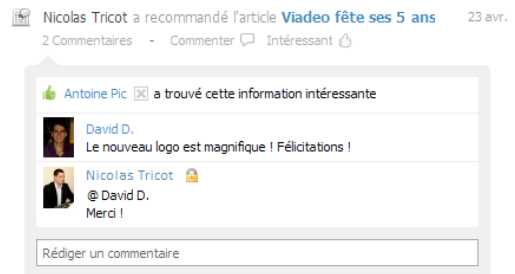 Nicolas Tricot a recommandé l'article Viadeo fête ses 5 ans 23 avr.
2 Commentaires - Commenter Intéressant
Antoine Pic a trouvé cette information intéressante
David D.
Le nouveau logo est magnifique ! Félicitations !
Nicolas Tricot
@ David D.
Merci !
Rédiger un commentaire